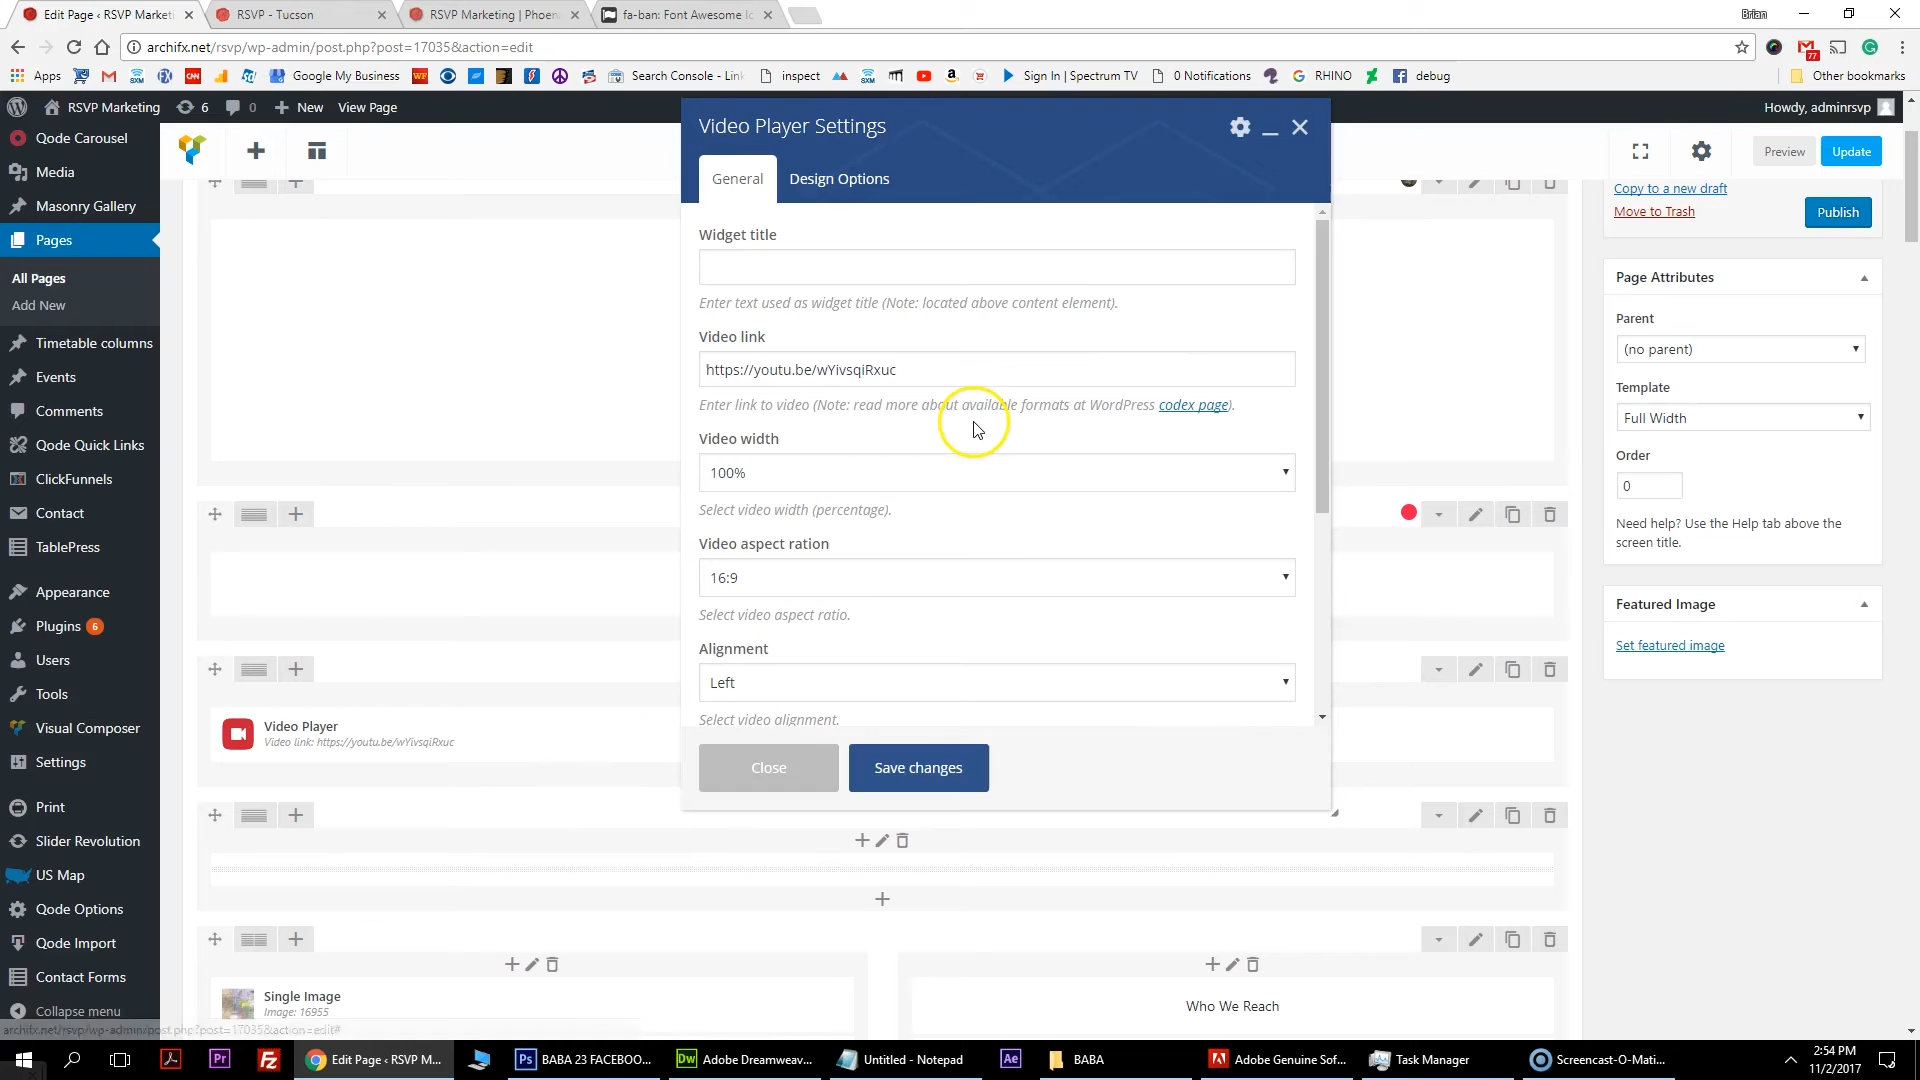 Edit Page ‹ RSVP Marketi
RSVP - Tucson
RSVP Marketing | Phoen
fa-ban: Font Awesome Ic
Brian
archifx.net/rsvp/wp-admin/post.php?post=17035&action=edit
Apps
Google My Business
Search Console - Link
inspect
Sign In | Spectrum TV
0 Notifications
RHINO
debug
Other bookmarks
RSVP Marketing
6
0
New
View Page
Howdy, adminrsvp
Qode Carousel
Media
Masonry Gallery
Pages
All Pages
Add New
Timetable columns
Events
Comments
Qode Quick Links
ClickFunnels
Contact
TablePress
Appearance
Plugins 6
Users
Tools
Visual Composer
Settings
Print
Slider Revolution
US Map
Qode Options
Qode Import
Contact Forms
Collapse menu
archifx.net/rsvp/wp-admin/post.php?post=17035&action=edit#
Video Player
Video link: https://youtu.be/wYivsqiRxuc
Single Image
Image: 16955
Who We Reach
Video Player Settings
General
Design Options
Widget title
Enter text used as widget title (Note: located above content element).
Video link
https://youtu.be/wYivsqiRxuc
Enter link to video (Note: read more about available formats at WordPress codex page).
Video width
100%
Select video width (percentage).
Video aspect ration
16:9
Select video aspect ratio.
Alignment
Left
Select video alignment.
Close
Save changes
Preview
Update
Copy to a new draft
Move to Trash
Publish
Page Attributes
Parent
(no parent)
Template
Full Width
Order
0
Need help? Use the Help tab above the
screen title.
Featured Image
Set featured image
Edit Page ‹ RSVP M...
BABA 23 FACEBOO...
Adobe Dreamweav...
Untitled - Notepad
BABA
Adobe Genuine Sof...
Task Manager
Screencast-O-Mati...
2:54 PM
11/2/2017